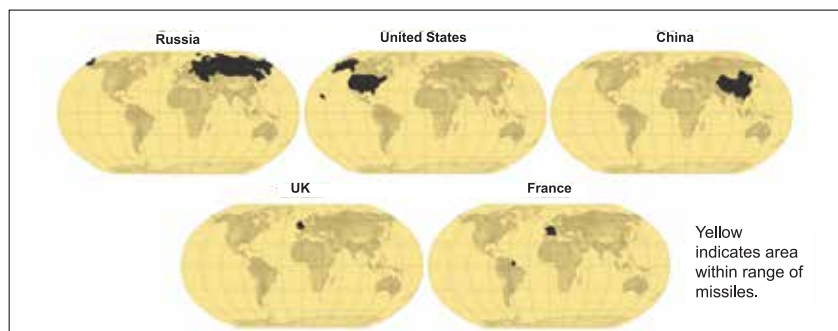 Russia
United States
China
UK
France
Yellow
indicates area
within range of
missiles.